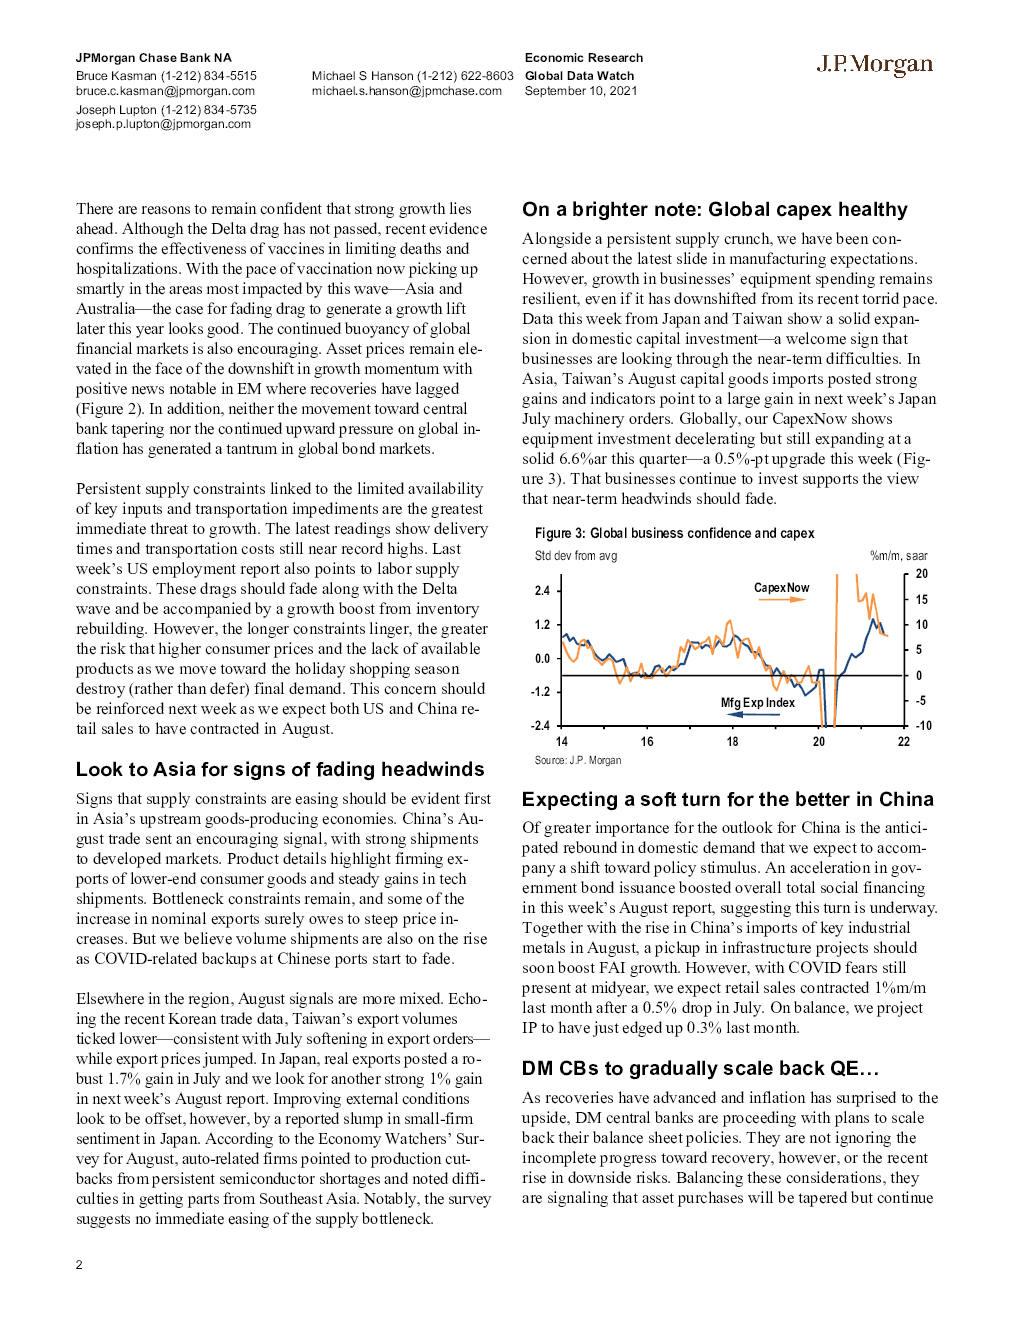 JPMorgan Chase Bank NA
Bruce Kasman (1-212) 834-5515
bruce.c.kasman@jpmorgan.com
Joseph Lupton (1-212) 834-5735
joseph.p.lupton@jpmorgan.com
Michael S Hanson (1-212) 622-8603
michael.s.hanson@jpmchase.com
Economic Research
Global Data Watch
September 10, 2021
J.P.Morgan
There are reasons to remain confident that strong growth lies
ahead. Although the Delta drag has not passed, recent evidence
confirms the effectiveness of vaccines in limiting deaths and
hospitalizations. With the pace of vaccination now picking up
smartly in the areas most impacted by this wave—Asia and
Australia—the case for fading drag to generate a growth lift
later this year looks good. The continued buoyancy of global
financial markets is also encouraging. Asset prices remain ele-
vated in the face of the downshift in growth momentum with
positive news notable in EM where recoveries have lagged
(Figure 2). In addition, neither the movement toward central
bank tapering nor the continued upward pressure on global in-
flation has generated a tantrum in global bond markets.
Persistent supply constraints linked to the limited availability
of key inputs and transportation impediments are the greatest
immediate threat to growth. The latest readings show delivery
times and transportation costs still near record highs. Last
week's US employment report also points to labor supply
constraints. These drags should fade along with the Delta
wave and be accompanied by a growth boost from inventory
rebuilding. However, the longer constraints linger, the greater
the risk that higher consumer prices and the lack of available
products as we move toward the holiday shopping season
destroy (rather than defer) final demand. This concern should
be reinforced next week as we expect both US and China re-
tail sales to have contracted in August.
Look to Asia for signs of fading headwinds
Signs that supply constraints are easing should be evident first
in Asia's upstream goods-producing economies. China's Au-
gust trade sent an encouraging signal, with strong shipments
to developed markets. Product details highlight firming ex-
ports of lower-end consumer goods and steady gains in tech
shipments. Bottleneck constraints remain, and some of the
increase in nominal exports surely owes to steep price in-
creases. But we believe volume shipments are also on the rise
as COVID-related backups at Chinese ports start to fade.
Elsewhere in the region, August signals are more mixed. Echo-
ing the recent Korean trade data, Taiwan's export volumes
ticked lower—consistent with July softening in export orders—
while export prices jumped. In Japan, real exports posted a ro-
bust 1.7% gain in July and we look for another strong 1% gain
in next week's August report. Improving external conditions
look to be offset, however, by a reported slump in small-firm
sentiment in Japan. According to the Economy Watchers' Sur-
vey for August, auto-related firms pointed to production cut-
backs from persistent semiconductor shortages and noted diffi-
culties in getting parts from Southeast Asia. Notably, the survey
suggests no immediate easing of the supply bottleneck.
On a brighter note: Global capex healthy
Alongside a persistent supply crunch, we have been con-
cerned about the latest slide in manufacturing expectations.
However, growth in businesses' equipment spending remains
resilient, even if it has downshifted from its recent torrid pace.
Data this week from Japan and Taiwan show a solid expan-
sion in domestic capital investment—a welcome sign that
businesses are looking through the near-term difficulties. In
Asia, Taiwan's August capital goods imports posted strong
gains and indicators point to a large gain in next week's Japan
July machinery orders. Globally, our CapexNow shows
equipment investment decelerating but still expanding at a
solid 6.6%ar this quarter—a 0.5%-pt upgrade this week (Fig-
ure 3). That businesses continue to invest supports the view
that near-term headwinds should fade.
Figure 3: Global business confidence and capex
Std dev from avg
%m/m, saar
2.4
1.2
0.0
-1.2
-2.4
20
15
10
5
0
-5
-10
CapexNow
Mfg Exp Index
14 16 18 20 22
Source: J.P. Morgan
Expecting a soft turn for the better in China
Of greater importance for the outlook for China is the antici-
pated rebound in domestic demand that we expect to accom-
pany a shift toward policy stimulus. An acceleration in gov-
ernment bond issuance boosted overall total social financing
in this week's August report, suggesting this turn is underway.
Together with the rise in China's imports of key industrial
metals in August, a pickup in infrastructure projects should
soon boost FAI growth. However, with COVID fears still
present at midyear, we expect retail sales contracted 1%m/m
last month after a 0.5% drop in July. On balance, we project
IP to have just edged up 0.3% last month.
DM CBs to gradually scale back QE…
As recoveries have advanced and inflation has surprised to the
upside, DM central banks are proceeding with plans to scale
back their balance sheet policies. They are not ignoring the
incomplete progress toward recovery, however, or the recent
rise in downside risks. Balancing these considerations, they
are signaling that asset purchases will be tapered but continue
2